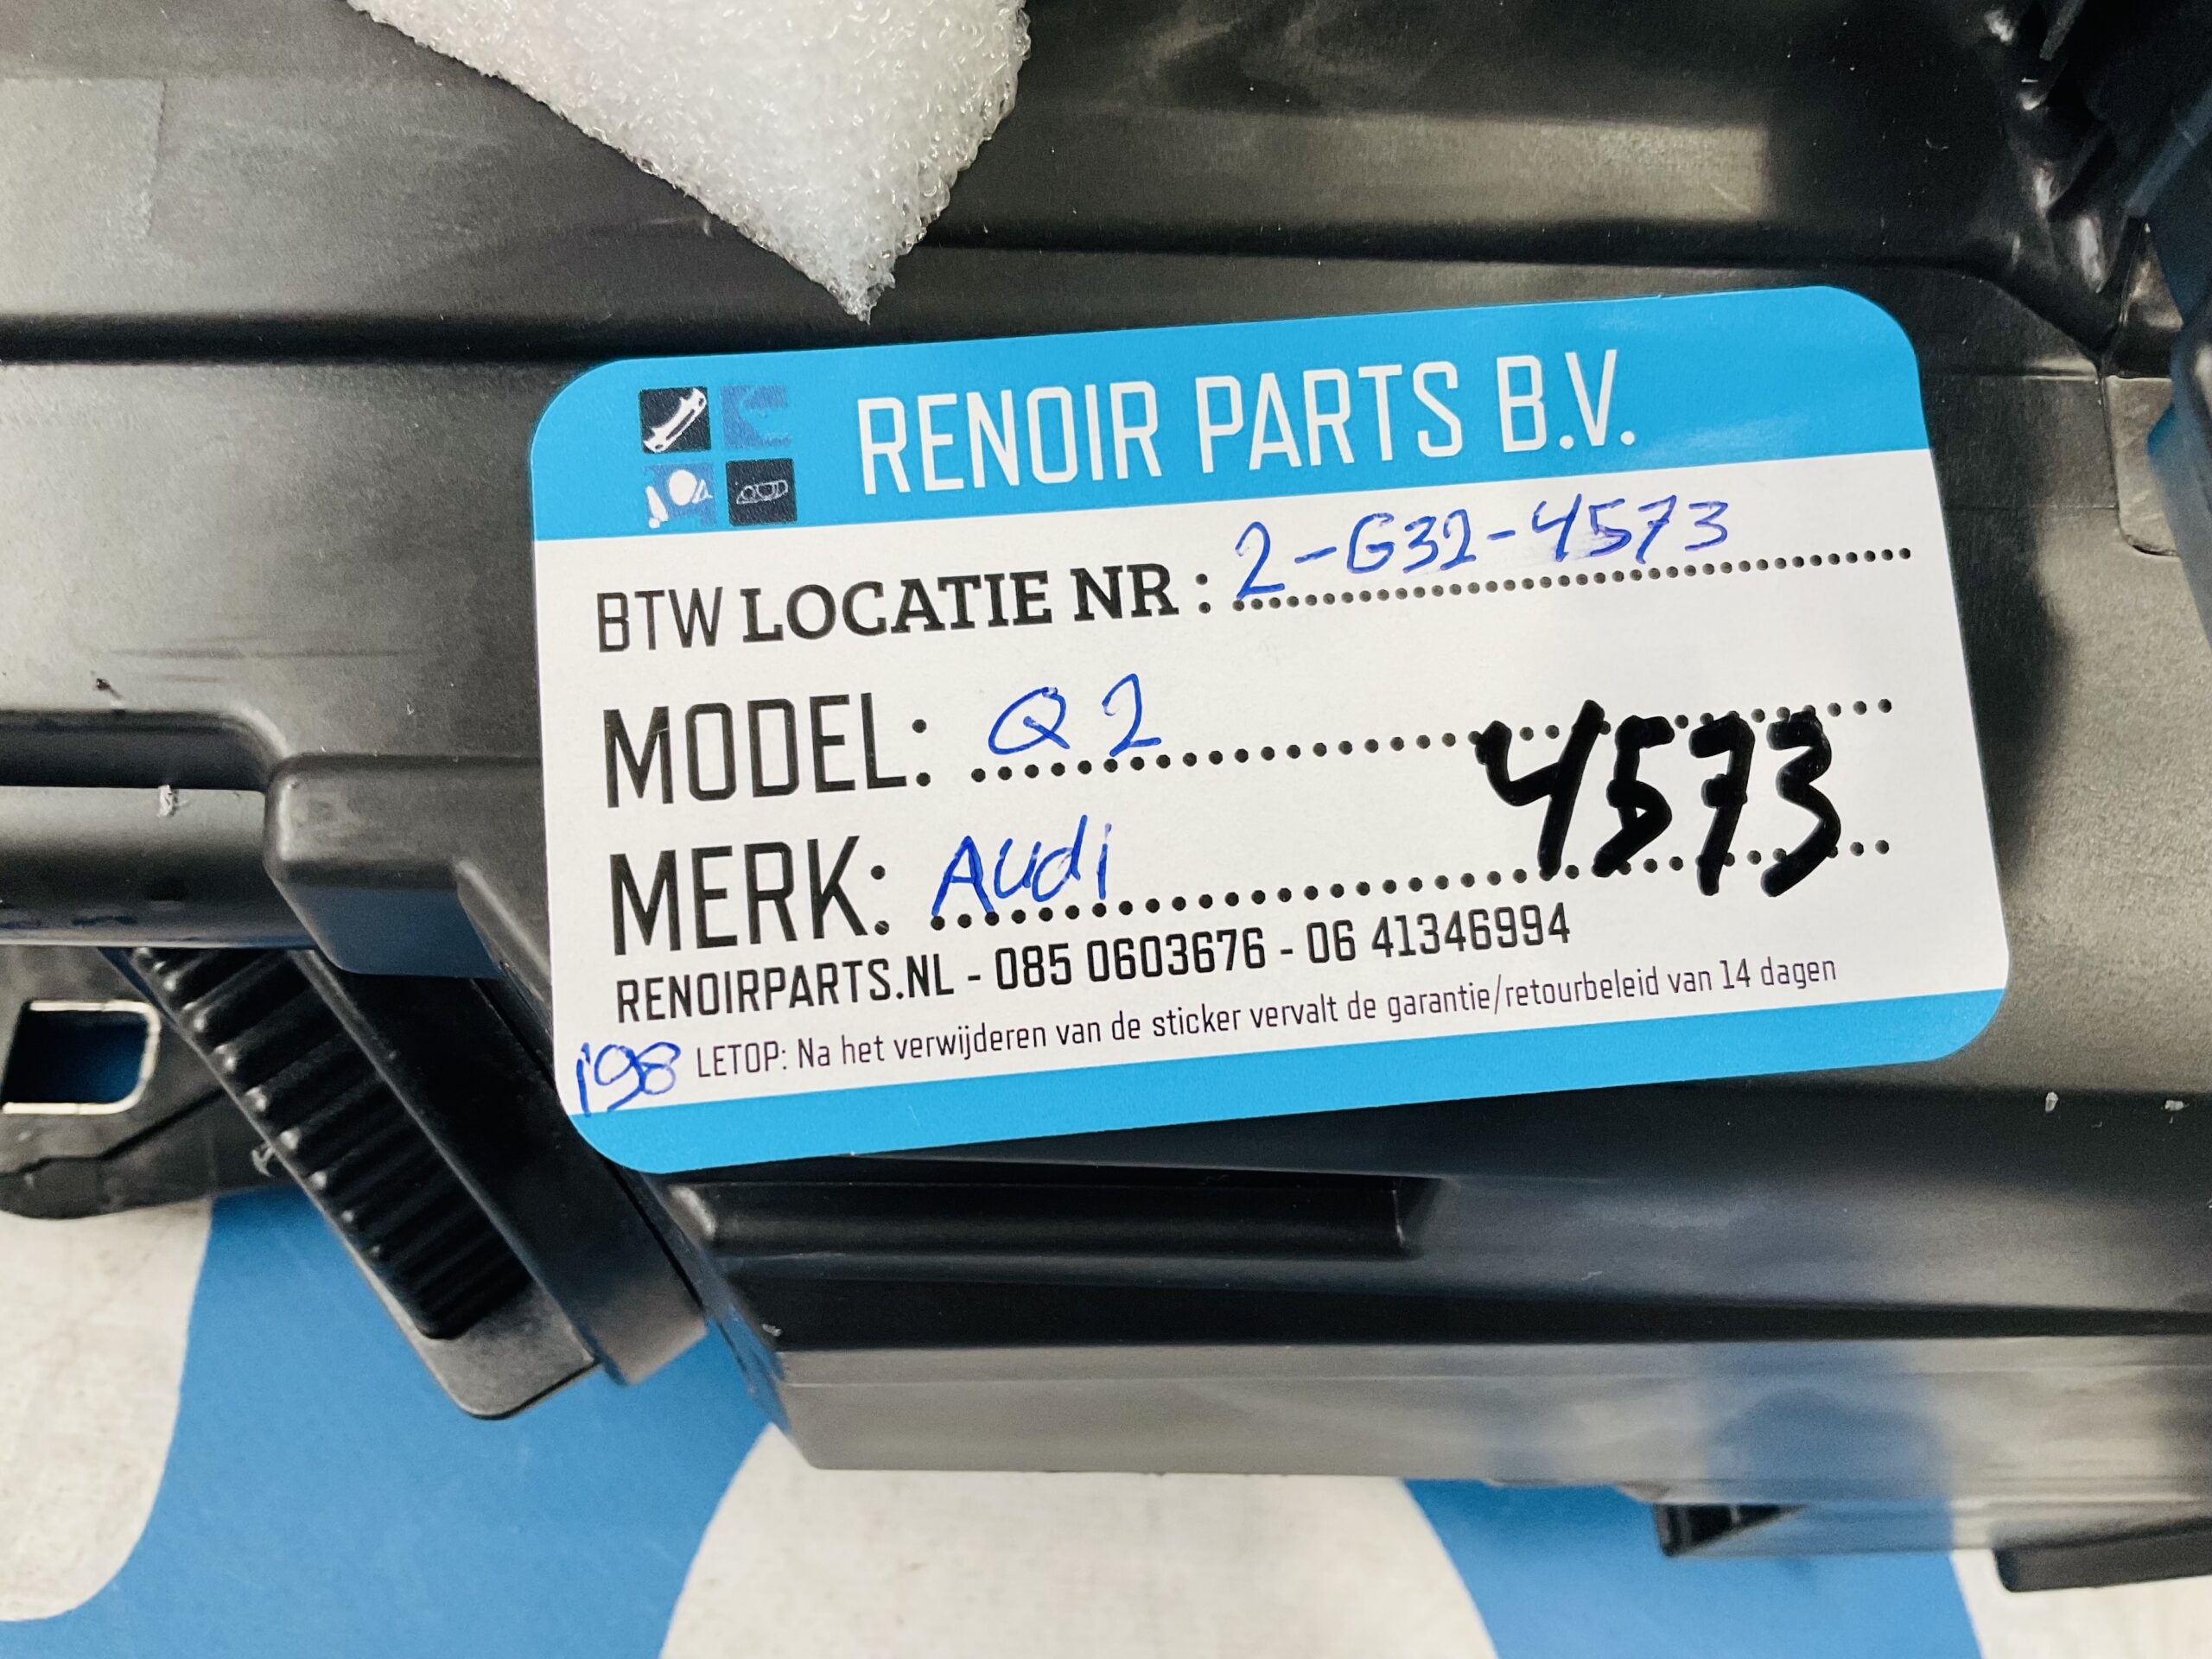 RENOIR PARTS B.V.
BTW LOCATIE NR : 2-G32-4573
MODEL: Q2
4573
MERK: Audi
RENOIRPARTS.NL - 085 0603676 - 06 41346994
LETOP: Na het verwijderen van de sticker vervalt de garantie/retourbeleid van 14 dagen